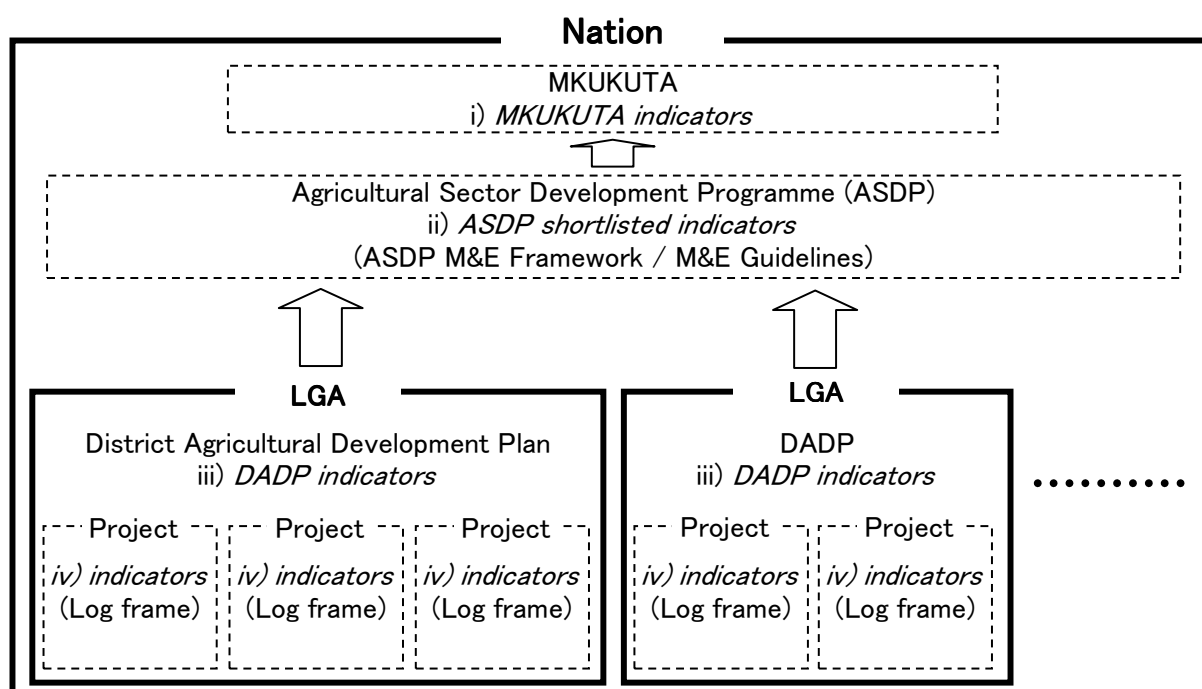 Nation
MKUKUTA
i) MKUKUTA indicators
Agricultural Sector Development Programme (ASDP)
ii) ASDP shortlisted indicators
(ASDP M&E Framework / M&E Guidelines)
LGA
District Agricultural Development Plan
iii) DADP indicators
Project
iv) indicators
(Log frame)
Project
iv) indicators
(Log frame)
Project
iv) indicators
(Log frame)
LGA
DADP
iii) DADP indicators
Project
iv) indicators
(Log frame)
Project
iv) indicators
(Log frame)
..........